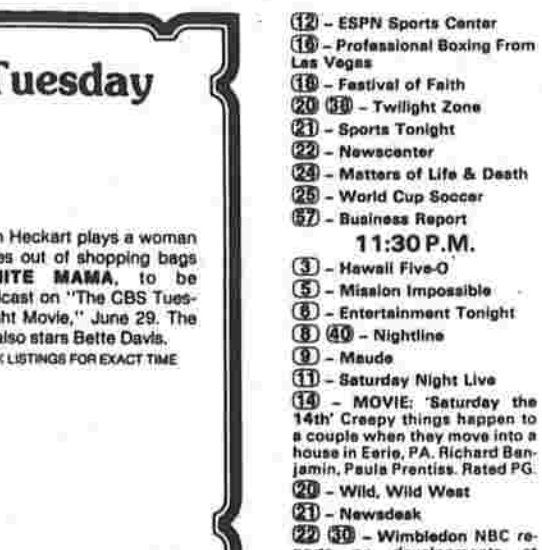 Tuesday
Heckart plays a woman
out of shopping bags
MAMA, to be
on "The CBS Tues-
Movie," June 29. The
also stars Bette Davis.
LISTINGS FOR EXACT TIME
12 – ESPN Sports Center
16 – Professional Boxing From
Las Vegas
18 – Festival of Faith
20 38 – Twilight Zone
21 – Sports Tonight
22 – Newscenter
24 – Matters of Life & Death
25 – World Cup Soccer
57 – Business Report
11:30 P.M.
3 – Hawaii Five-O
5 – Mission Impossible
6 – Entertainment Tonight
8 40 – Nightline
9 – Maude
11 – Saturday Night Live
14 – MOVIE: 'Saturday the
14th' Creepy things happen to
a couple when they move into a
house in Eerie, PA. Richard Ben-
jamin, Paula Prentiss. Rated PG.
20 – Wild, Wild West
21 – Newsdesk
22 30 – Wimbledon NBC re-